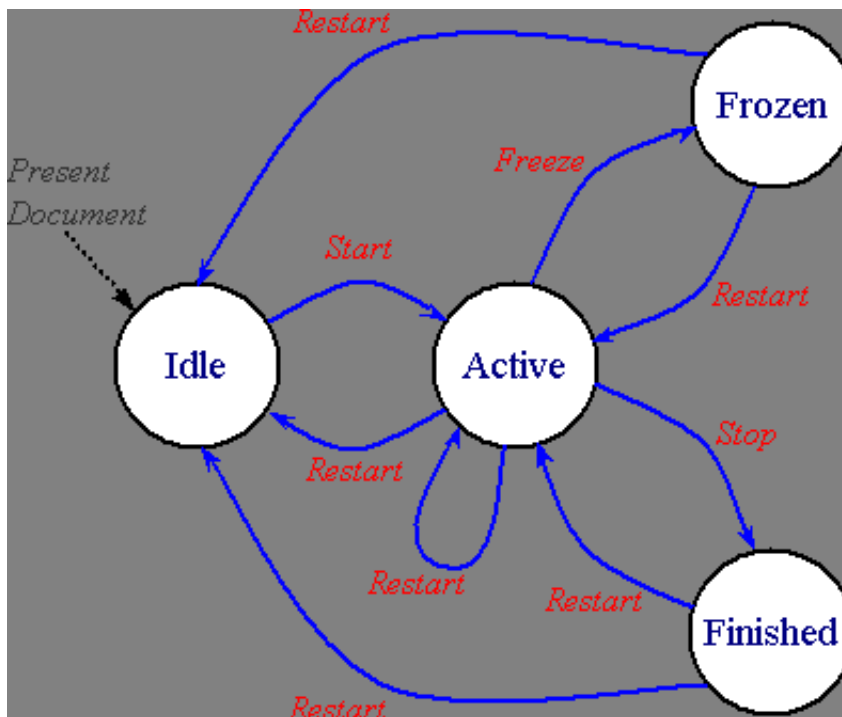 Restart
Frozen
Freeze
Present
Document
Start
Restart
Idle
Active
Restart
Stop
Restart
Restart
Finished
Restart